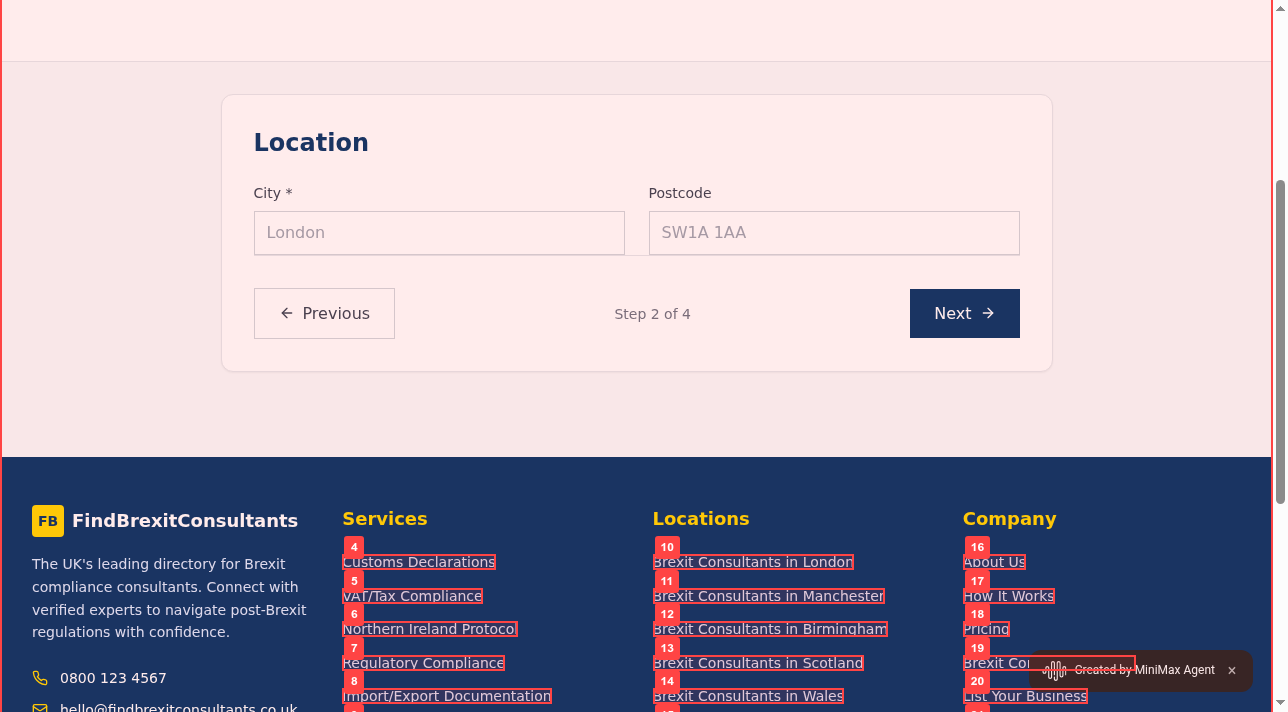 Location
City *
Postcode
London
SW1A 1AA
Previous
Step 2 of 4
Next
FB FindBrexitConsultants
The UK's leading directory for Brexit
compliance consultants. Connect with
verified experts to navigate post-Brexit
regulations with confidence.
0800 123 4567
hello@findbrexitconsultants.co.uk
Services
4
Customs Declarations
5
VAT/Tax Compliance
6
Northern Ireland Protocol
7
Regulatory Compliance
8
Import/Export Documentation
Locations
10
Brexit Consultants in London
11
Brexit Consultants in Manchester
12
Brexit Consultants in Birmingham
13
Brexit Consultants in Scotland
14
Brexit Consultants in Wales
Company
16
About Us
17
How It Works
18
Pricing
19
Brexit
20
List Your Business
Created by MiniMax Agent ×